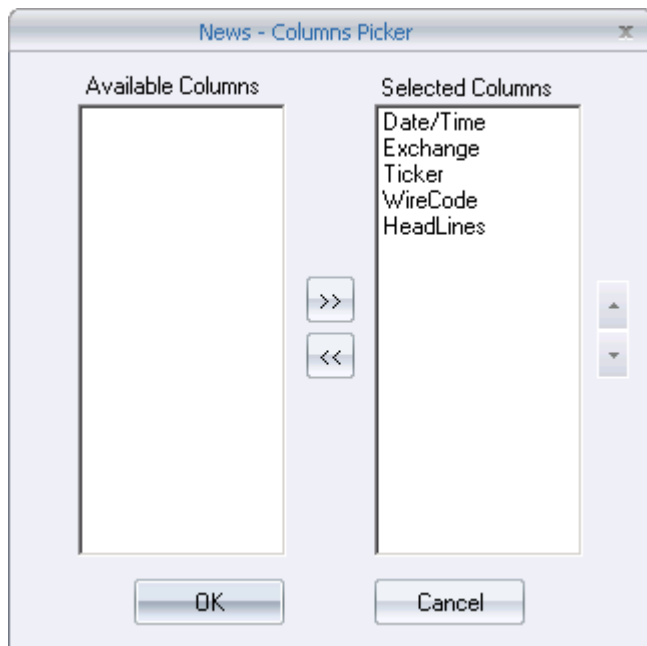 News - Columns Picker
Available Columns
Selected Columns
Date/Time
Exchange
Ticker
WireCode
HeadLines
>>
<<
OK
Cancel